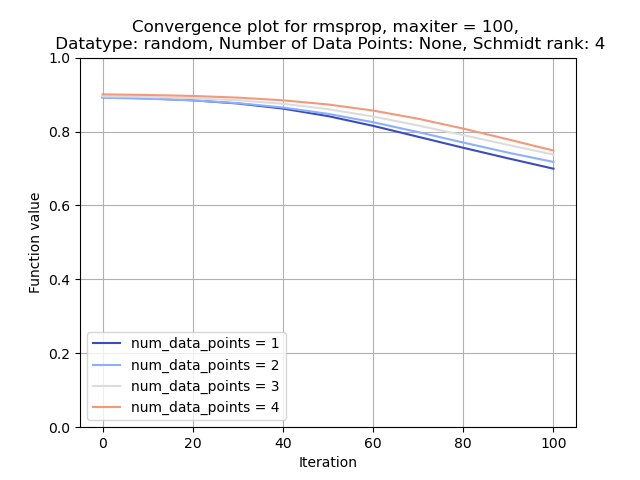 Convergence plot for rmsprop, maxiter = 100,
Datatype: random, Number of Data Points: None, Schmidt rank: 4
1.0
0.8
0.6
0.4
0.2
0.0
Function value
num_data_points = 1
num_data_points = 2
num_data_points = 3
num_data_points = 4
0 20 40 60 80 100
Iteration